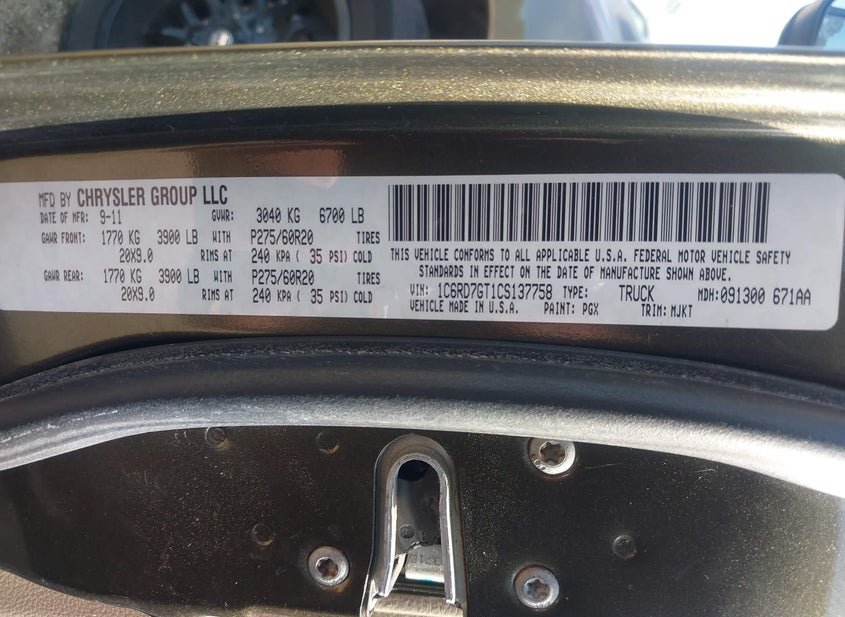 MFD BY CHRYSLER GROUP LLC
DATE OF MFR: 9-11 GVWR: 3040 KG 6700 LB
GAWR FRONT: 1770 KG 3900 LB WITH P275/60R20 TIRES
20X9.0 RIMS AT 240 KPA ( 35 PSI) COLD
GAWR REAR: 1770 KG 3900 LB WITH P275/60R20 TIRES
20X9.0 RIMS AT 240 KPA ( 35 PSI) COLD
THIS VEHICLE CONFORMS TO ALL APPLICABLE U.S.A. FEDERAL MOTOR VEHICLE SAFETY
STANDARDS IN EFFECT ON THE DATE OF MANUFACTURE SHOWN ABOVE.
VIN: 1C6RD7GT1CS137758 TYPE: TRUCK MDH: 091300 671AA
VEHICLE MADE IN U.S.A. PAINT: PGX TRIM: MJKT